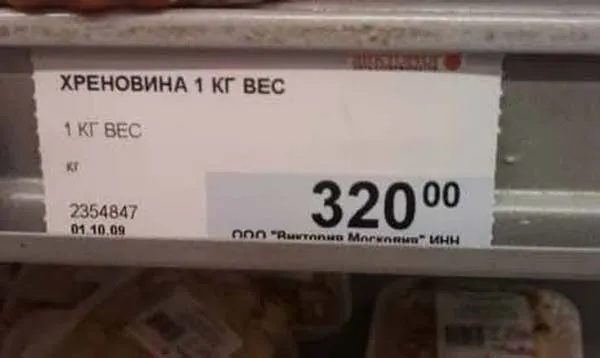 ХРЕНОВИНА 1 КГ ВЕС
1 КГ ВЕС
КГ
320 00
2354847
01.10.09
ООО "Виктория Московия" ИНН